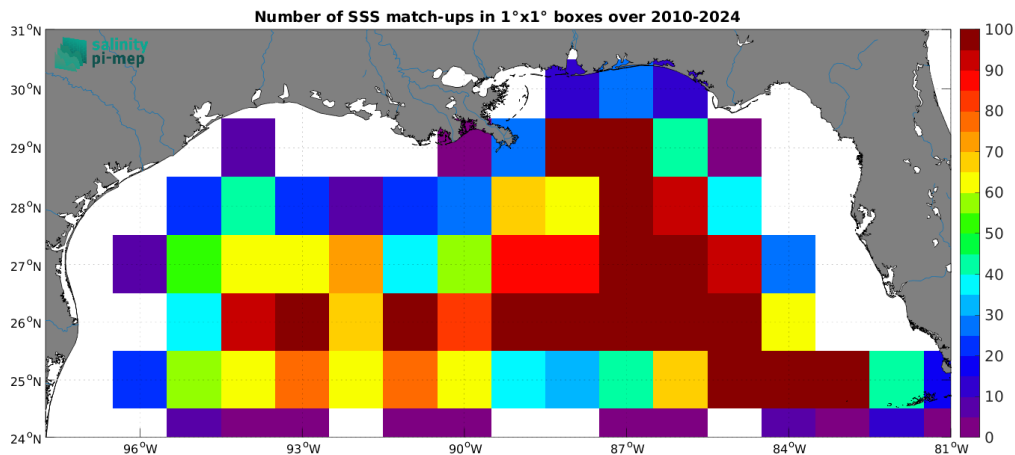 Number of SSS match-ups in 1°x1° boxes over 2010-2024
salinity
pi-mep
31°N
30°N
29°N
28°N
27°N
26°N
25°N
24°N
96°W
93°W
90°W
87°W
84°W
81°W
100
90
80
70
60
50
40
30
20
10
0